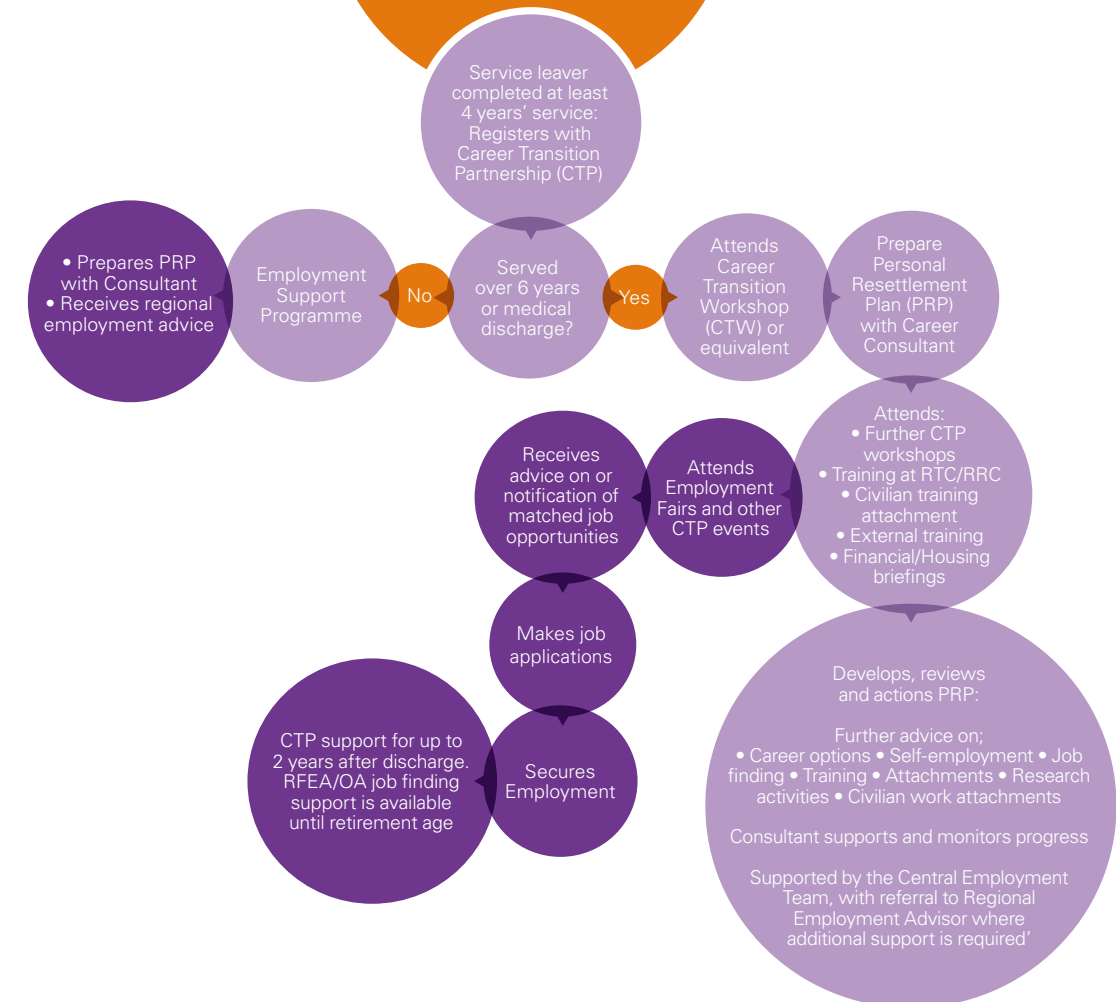 Service leaver
completed at least
4 years’ service:
Registers with
Career Transition
Partnership (CTP)
Served
over 6 years
or medical
discharge?
No
Employment
Support
Programme
• Prepares PRP
with Consultant
• Receives regional
employment advice
Yes
Attends
Career
Transition
Workshop
(CTW) or
equivalent
Prepare
Personal
Resettlement
Plan (PRP)
with Career
Consultant
Attends:
• Further CTP
workshops
• Training at RTC/RRC
• Civilian training
attachment
• External training
• Financial/Housing
briefings
Develops, reviews
and actions PRP:
Further advice on;
• Career options • Self-employment • Job
finding • Training • Attachments • Research
activities • Civilian work attachments
Consultant supports and monitors progress
Supported by the Central Employment
Team, with referral to Regional
Employment Advisor where
additional support is required’
Attends
Employment
Fairs and other
CTP events
Receives
advice on or
notification of
matched job
opportunities
Makes job
applications
Secures
Employment
CTP support for up to
2 years after discharge.
RFEA/OA job finding
support is available
until retirement age